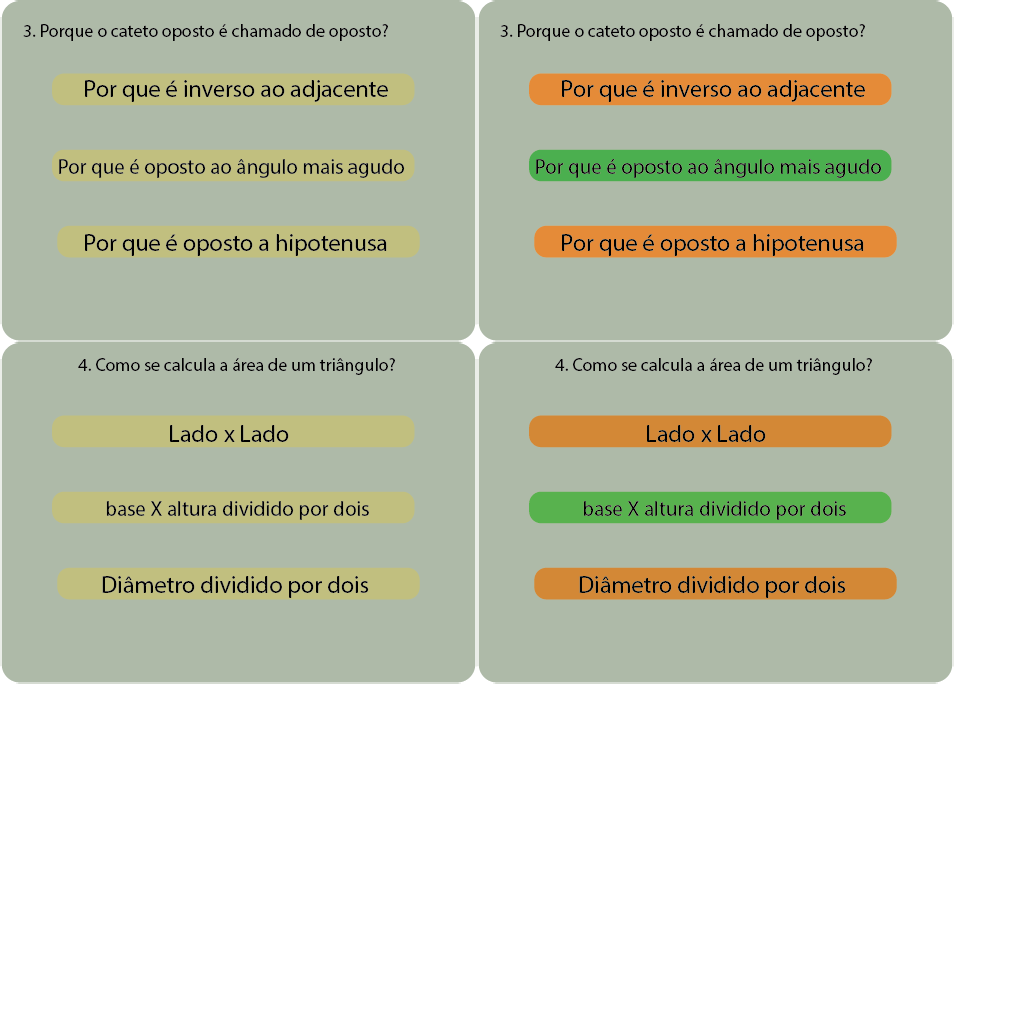 3. Porque o cateto oposto é chamado de oposto?
Por que é inverso ao adjacente
Por que é oposto ao ângulo mais agudo
Por que é oposto a hipotenusa
3. Porque o cateto oposto é chamado de oposto?
Por que é inverso ao adjacente
Por que é oposto ao ângulo mais agudo
Por que é oposto a hipotenusa
4. Como se calcula a área de um triângulo?
Lado x Lado
base X altura dividido por dois
Diâmetro dividido por dois
4. Como se calcula a área de um triângulo?
Lado x Lado
base X altura dividido por dois
Diâmetro dividido por dois